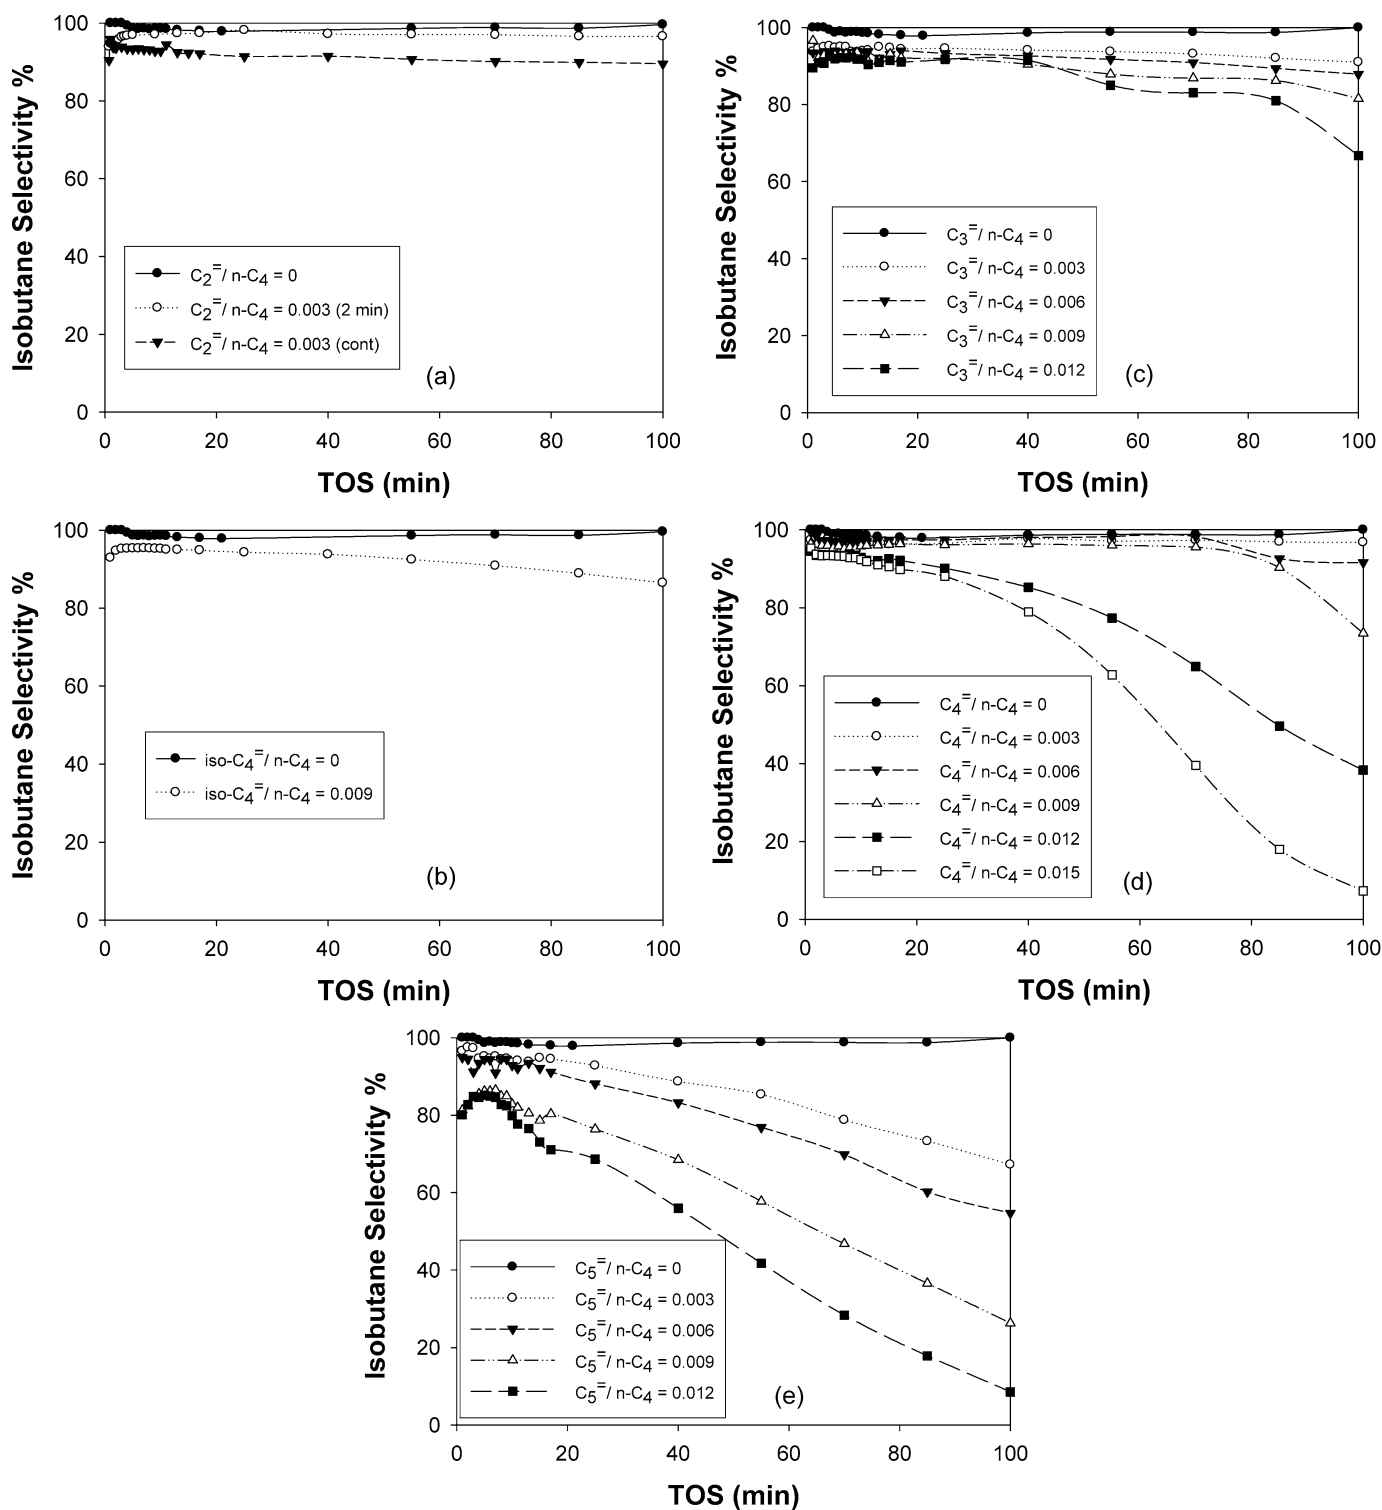 Isobutane Selectivity %
100
80
60
40
20
0
C2=/ n-C4 = 0
C2=/ n-C4 = 0.003 (2 min)
C2=/ n-C4 = 0.003 (cont)
(a)
0 20 40 60 80 100
TOS (min)
Isobutane Selectivity %
100
80
60
40
20
0
C3=/ n-C4 = 0
C3=/ n-C4 = 0.003
C3=/ n-C4 = 0.006
C3=/ n-C4 = 0.009
C3=/ n-C4 = 0.012
(c)
0 20 40 60 80 100
TOS (min)
Isobutane Selectivity %
100
80
60
40
20
0
iso-C4=/ n-C4 = 0
iso-C4=/ n-C4 = 0.009
(b)
0 20 40 60 80 100
TOS (min)
Isobutane Selectivity %
100
80
60
40
20
0
C4=/ n-C4 = 0
C4=/ n-C4 = 0.003
C4=/ n-C4 = 0.006
C4=/ n-C4 = 0.009
C4=/ n-C4 = 0.012
C4=/ n-C4 = 0.015
(d)
0 20 40 60 80 100
TOS (min)
Isobutane Selectivity %
100
80
60
40
20
0
C5=/ n-C4 = 0
C5=/ n-C4 = 0.003
C5=/ n-C4 = 0.006
C5=/ n-C4 = 0.009
C5=/ n-C4 = 0.012
(e)
0 20 40 60 80 100
TOS (min)